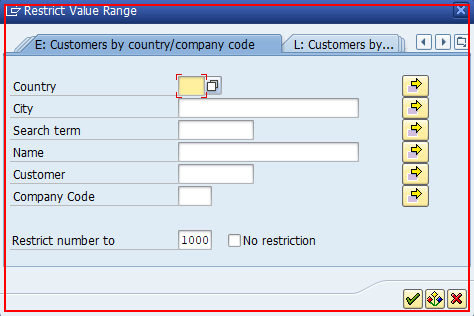 Restrict Value Range
E: Customers by country/company code
L: Customers by...
Country
City
Search term
Name
Customer
Company Code
Restrict number to 1000 No restriction